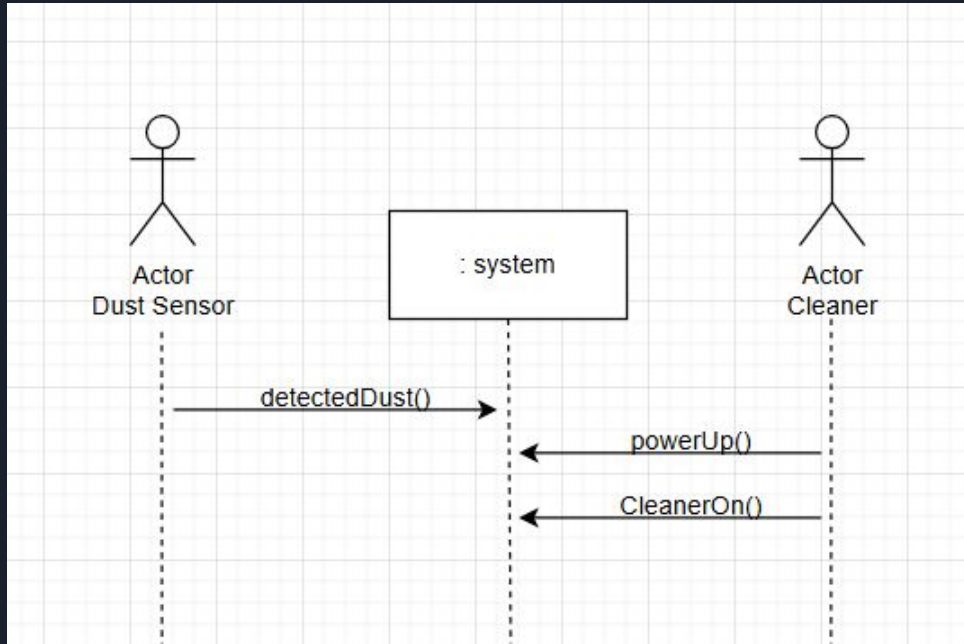 Actor
Dust Sensor
: system
Actor
Cleaner
detectedDust()
powerUp()
CleanerOn()